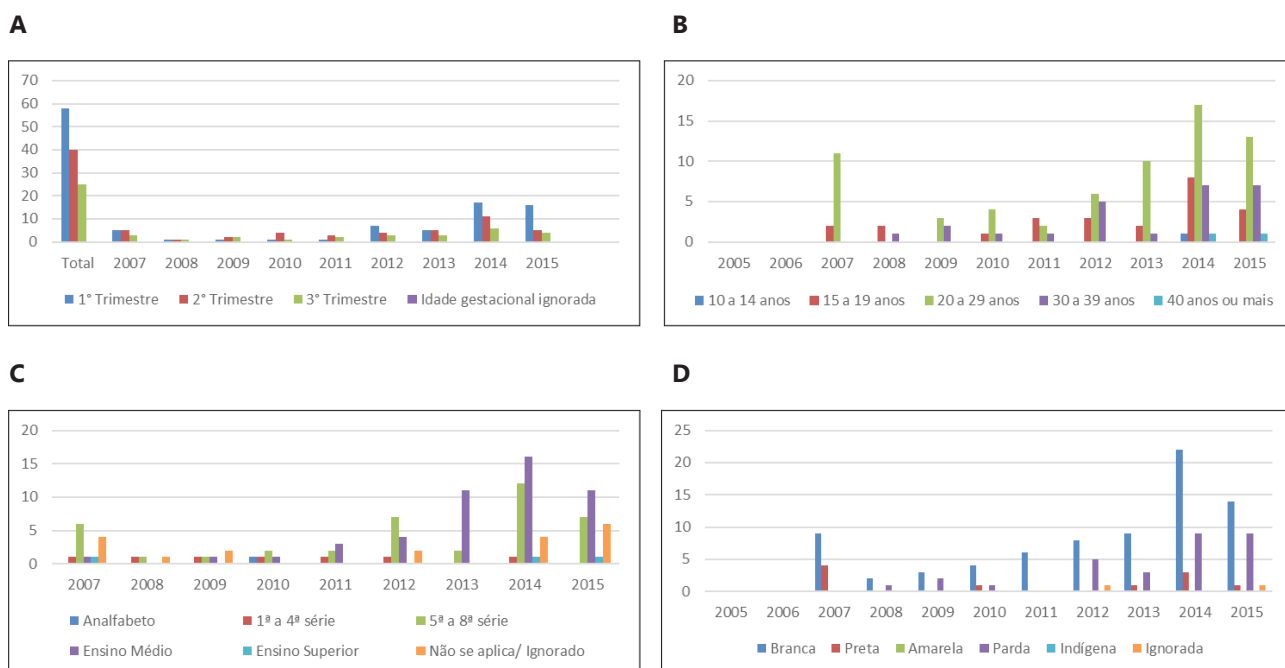 A
70
60
50
40
30
20
10
0
Total 2007 2008 2009 2010 2011 2012 2013 2014 2015
1° Trimestre 2° Trimestre 3° Trimestre Idade gestacional ignorada
B
20
15
10
5
0
2005 2006 2007 2008 2009 2010 2011 2012 2013 2014 2015
10 a 14 anos 15 a 19 anos 20 a 29 anos 30 a 39 anos 40 anos ou mais
C
20
15
10
5
0
2007 2008 2009 2010 2011 2012 2013 2014 2015
Analfabeto 1ª a 4ª série 5ª a 8ª série
Ensino Médio Ensino Superior Não se aplica/ Ignorado
D
25
20
15
10
5
0
2005 2006 2007 2008 2009 2010 2011 2012 2013 2014 2015
Branca Preta Amarela Parda Indígena Ignorada